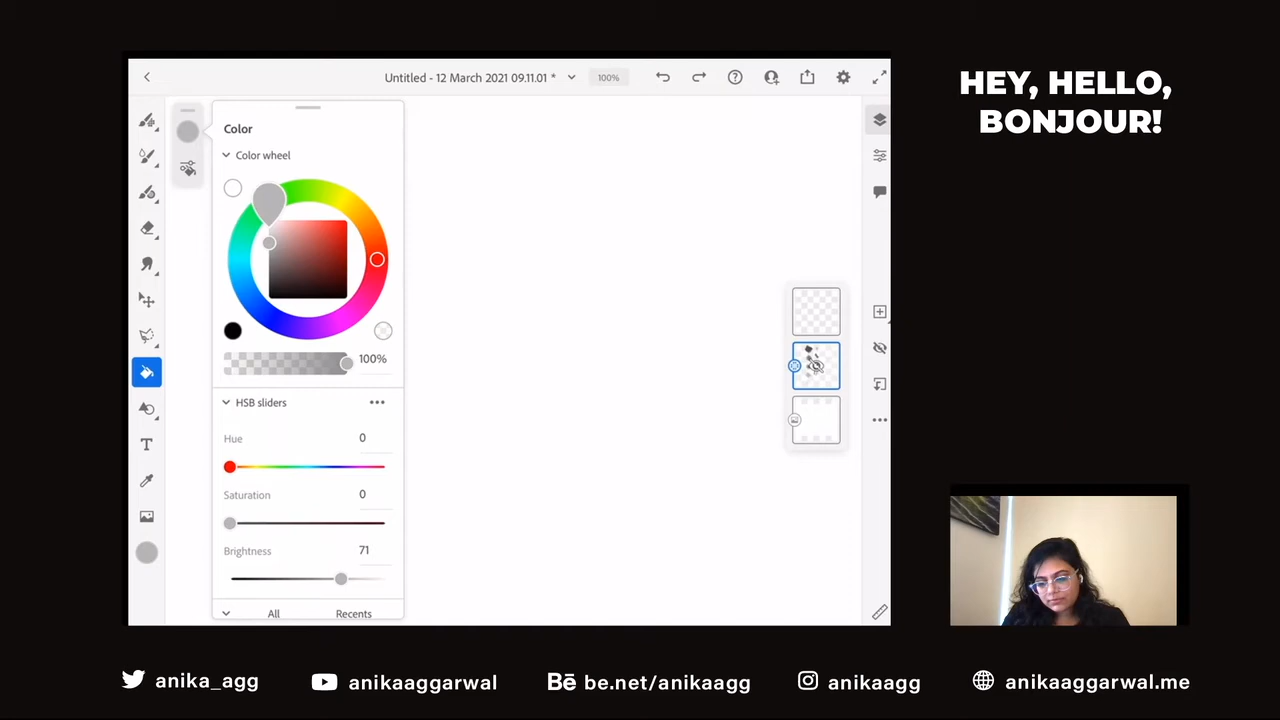 Untitled - 12 March 2021 09.11.01 *
100%
HEY, HELLO,
BONJOUR!
Color
Color wheel
100%
HSB sliders
Hue
0
Saturation
0
Brightness
71
All
Recents
T
anika_agg
anikaaggarwal
Bē be.net/anikaagg
anikaagg
anikaaggarwal.me